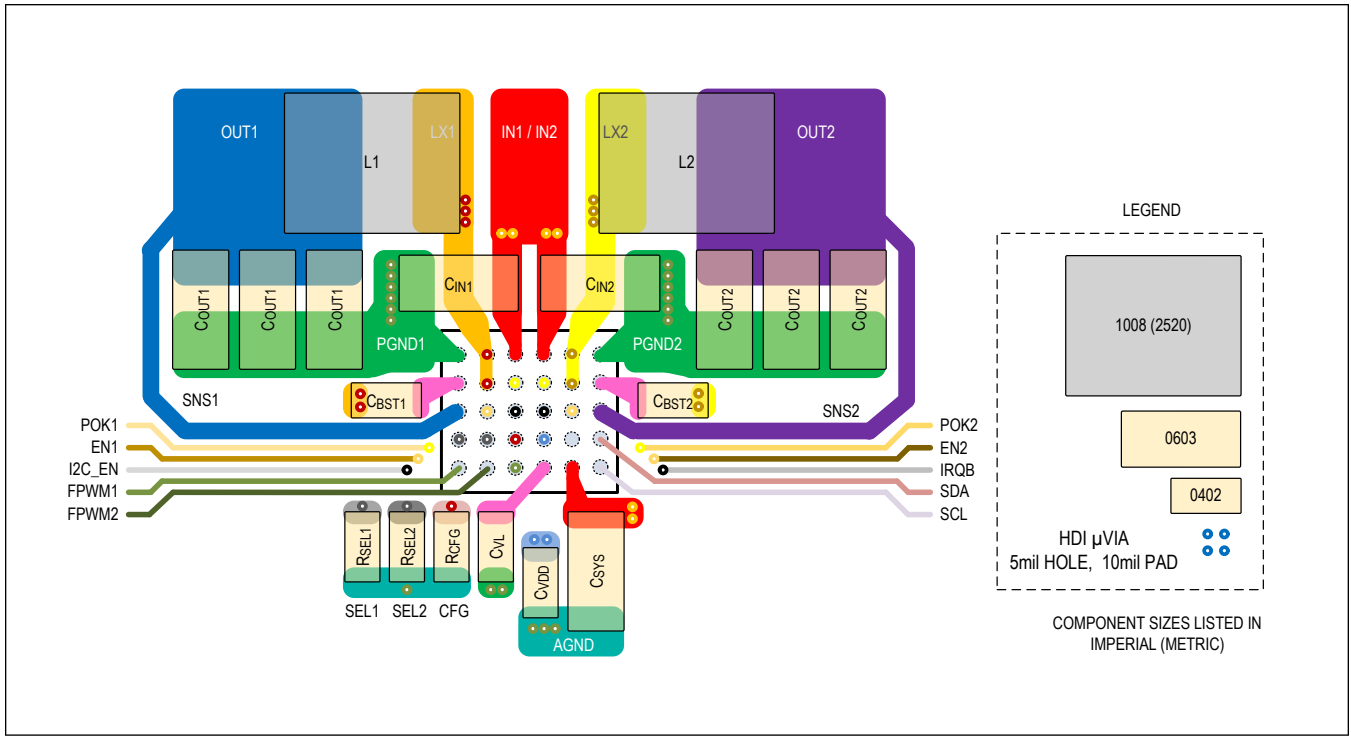 OUT1
LX1
IN1 / IN2
LX2
OUT2
L1
L2
LEGEND
CIN1
CIN2
COUT1
COUT1
COUT1
COUT2
COUT2
COUT2
1008 (2520)
PGND1
PGND2
SNS1
CBST1
CBST2
SNS2
POK1
EN1
I2C_EN
FPWM1
FPWM2
POK2
EN2
IRQB
SDA
SCL
0603
0402
RSEL1
RSEL2
RCFG
CVL
CVDD
CSYS
HDI µVIA
5mil HOLE, 10mil PAD
SEL1 SEL2 CFG
AGND
COMPONENT SIZES LISTED IN
IMPERIAL (METRIC)